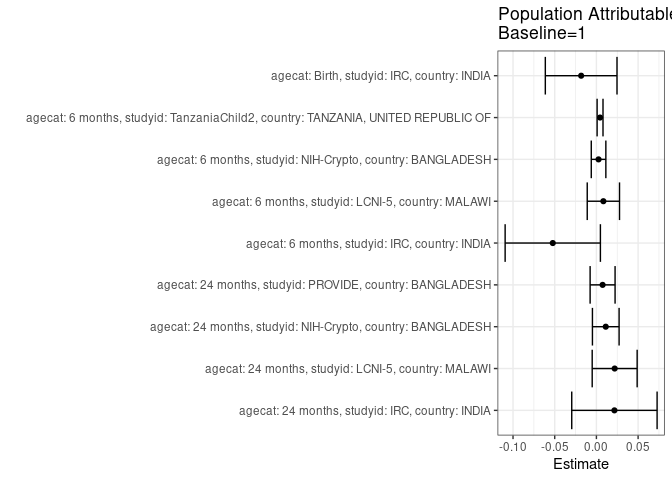 Population Attributable
Baseline=1
agecat: Birth, studyid: IRC, country: INDIA
agecat: 6 months, studyid: TanzaniaChild2, country: TANZANIA, UNITED REPUBLIC OF
agecat: 6 months, studyid: NIH-Crypto, country: BANGLADESH
agecat: 6 months, studyid: LCNI-5, country: MALAWI
agecat: 6 months, studyid: IRC, country: INDIA
agecat: 24 months, studyid: PROVIDE, country: BANGLADESH
agecat: 24 months, studyid: NIH-Crypto, country: BANGLADESH
agecat: 24 months, studyid: LCNI-5, country: MALAWI
agecat: 24 months, studyid: IRC, country: INDIA
-0.10 -0.05 0.00 0.05
Estimate